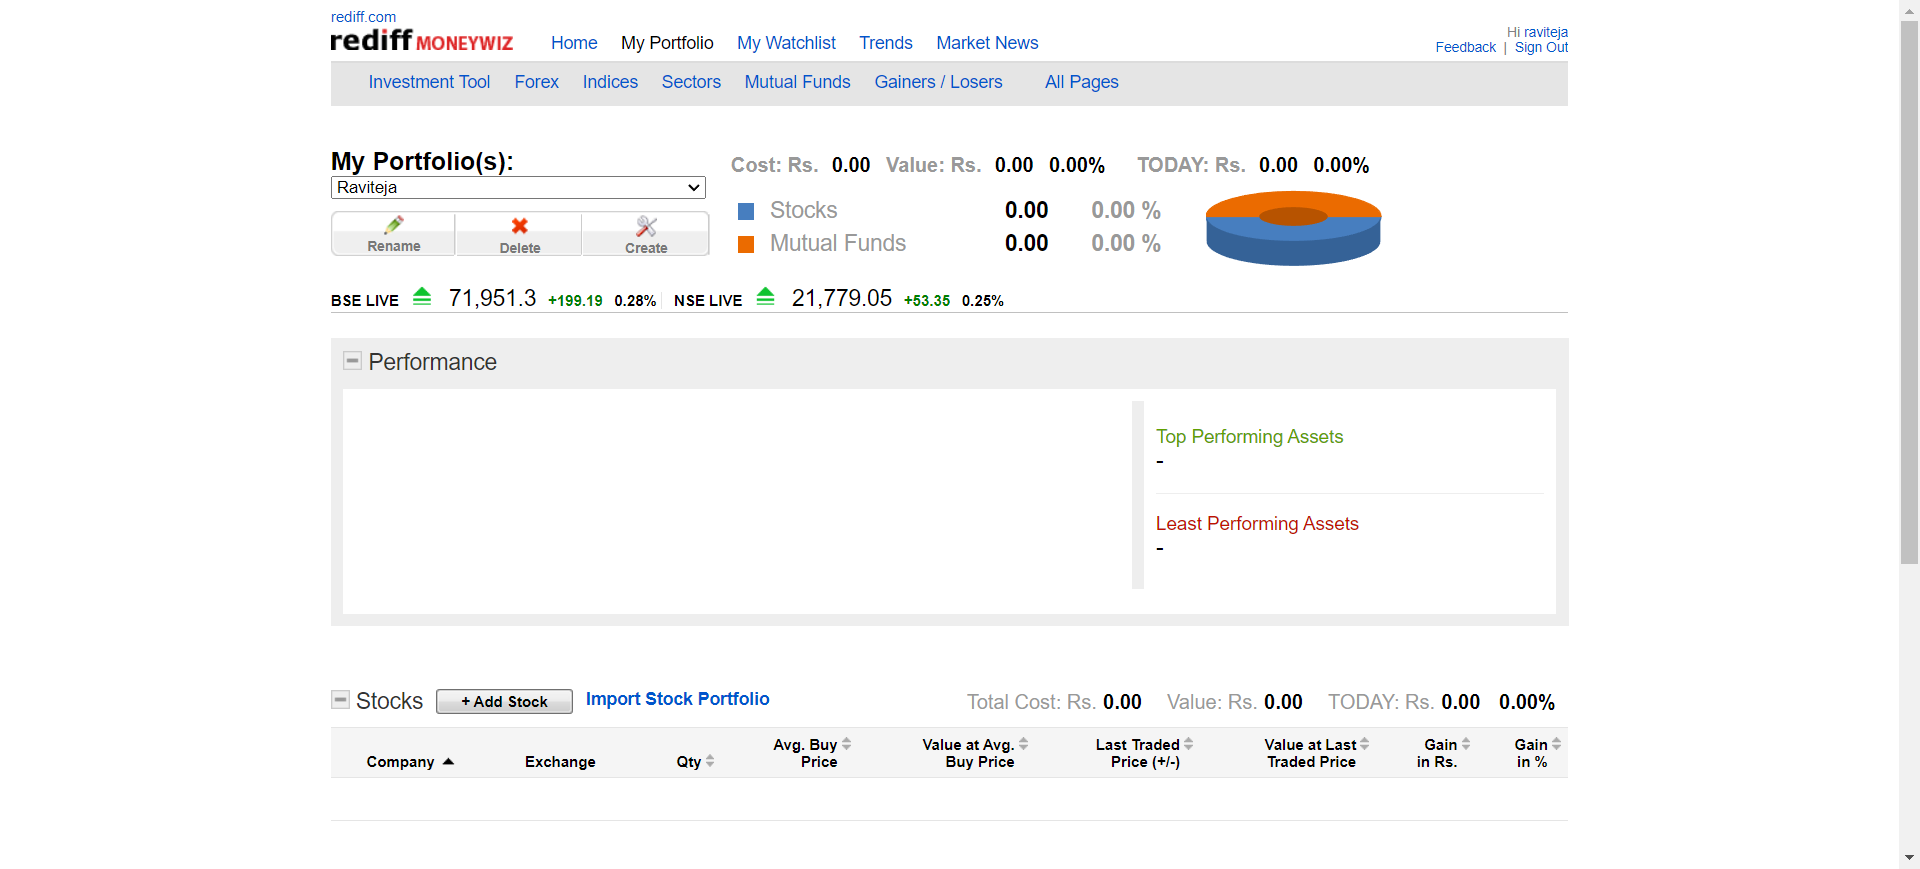 rediff.com
rediff MONEYWIZ
Home My Portfolio My Watchlist Trends Market News
Hi raviteja
Feedback | Sign Out
Investment Tool Forex Indices Sectors Mutual Funds Gainers / Losers All Pages
My Portfolio(s):
Raviteja
Rename Delete Create
Cost: Rs. 0.00 Value: Rs. 0.00 0.00% TODAY: Rs. 0.00 0.00%
Stocks 0.00 0.00 %
Mutual Funds 0.00 0.00 %
BSE LIVE 71,951.3 +199.19 0.28% NSE LIVE 21,779.05 +53.35 0.25%
Performance
Top Performing Assets
-
Least Performing Assets
-
Stocks + Add Stock Import Stock Portfolio Total Cost: Rs. 0.00 Value: Rs. 0.00 TODAY: Rs. 0.00 0.00%
Avg. Buy Value at Avg. Last Traded Value at Last Gain Gain
Company Exchange Qty Price Buy Price Price (+/-) Traded Price in Rs. in %